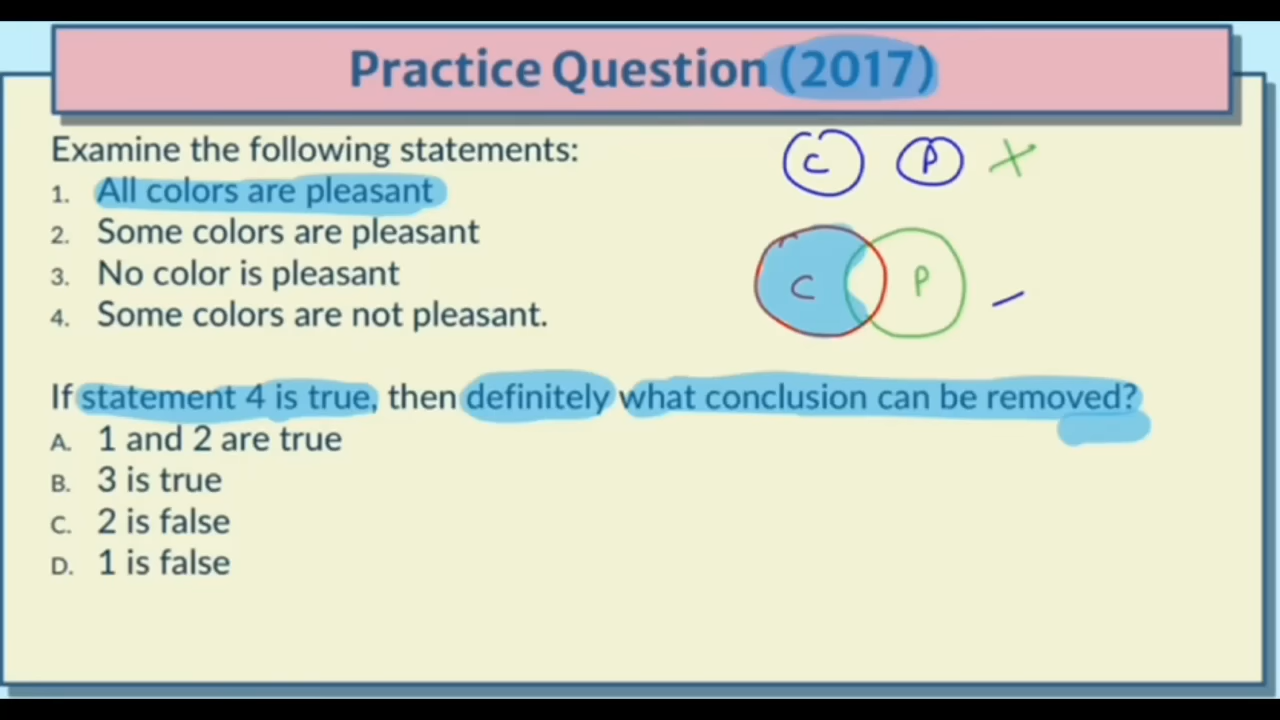 Practice Question (2017)
Examine the following statements:
1. All colors are pleasant
2. Some colors are pleasant
3. No color is pleasant
4. Some colors are not pleasant.
If statement 4 is true, then definitely what conclusion can be removed?
A. 1 and 2 are true
B. 3 is true
C. 2 is false
D. 1 is false
C P
C P